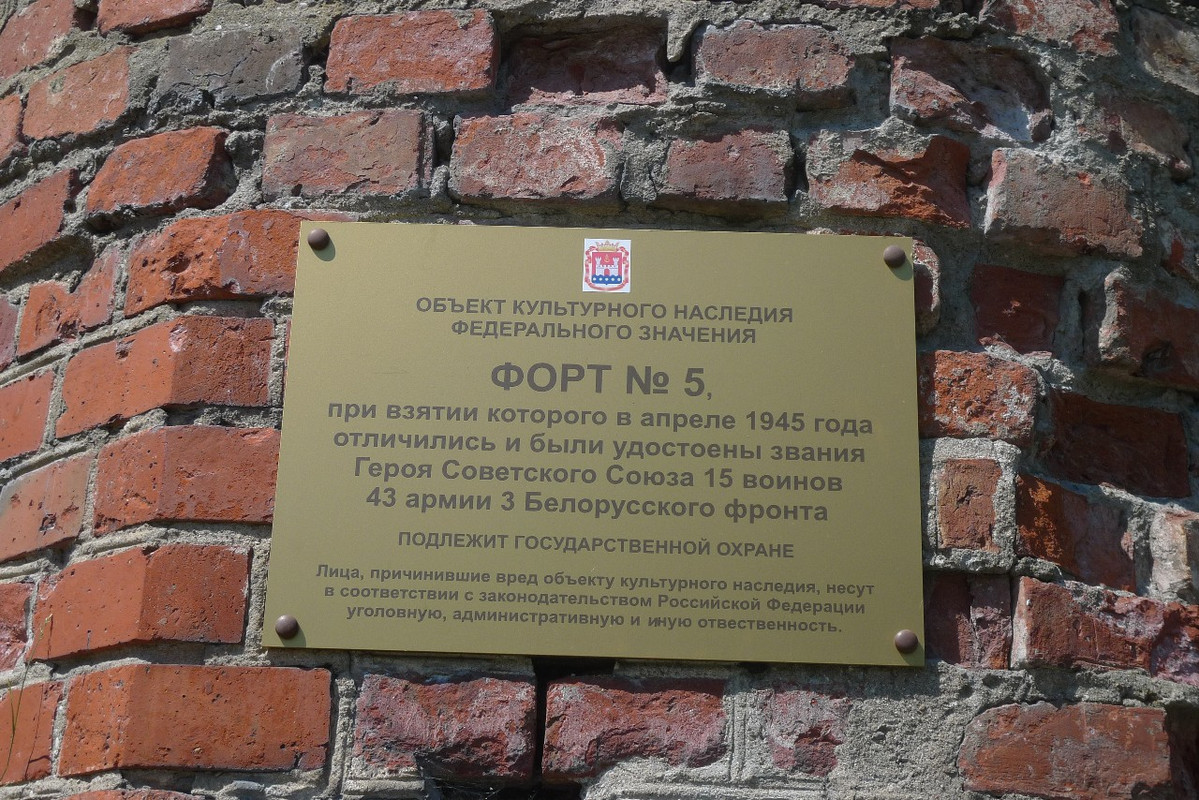 ОБЪЕКТ КУЛЬТУРНОГО НАСЛЕДИЯ
ФЕДЕРАЛЬНОГО ЗНАЧЕНИЯ
ФОРТ № 5,
при взятии которого в апреле 1945 года
отличились и были удостоены звания
Героя Советского Союза 15 воинов
43 армии 3 Белорусского фронта
ПОДЛЕЖИТ ГОСУДАРСТВЕННОЙ ОХРАНЕ
Лица, причинившие вред объекту культурного наследия, несут
в соответствии с законодательством Российской Федерации
уголовную, административную и иную отвественность.